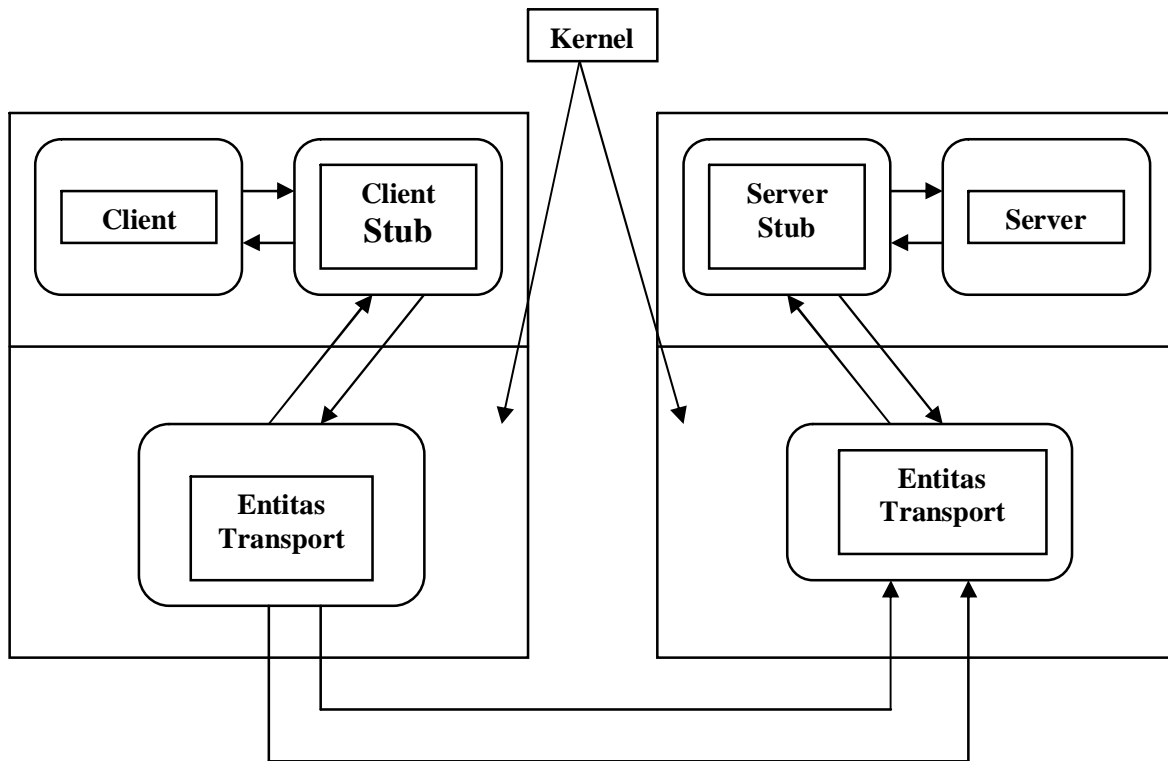 Kernel
Client
Client
Stub
Server
Stub
Server
Entitas
Transport
Entitas
Transport